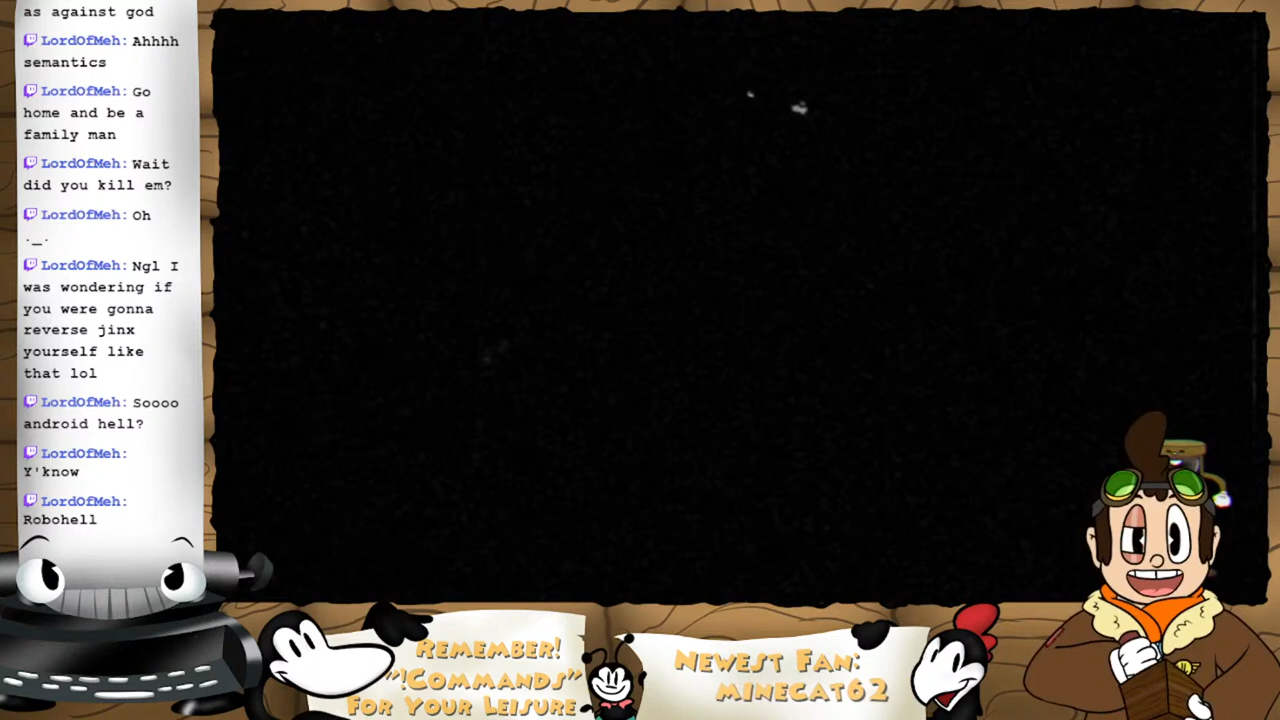 as against god
LordOfMeh: Ahhhh
semantics
LordOfMeh: Go
home and be a
family man
LordOfMeh: Wait
did you kill em?
LordOfMeh: Oh
._.
LordOfMeh: Ngl I
was wondering if
you were gonna
reverse jinx
yourself like
that lol
LordOfMeh: Soooo
android hell?
LordOfMeh:
Y'know
LordOfMeh:
Robohell
Remember!
"!Commands"
For Your Leisure
Newest Fan:
minecat62